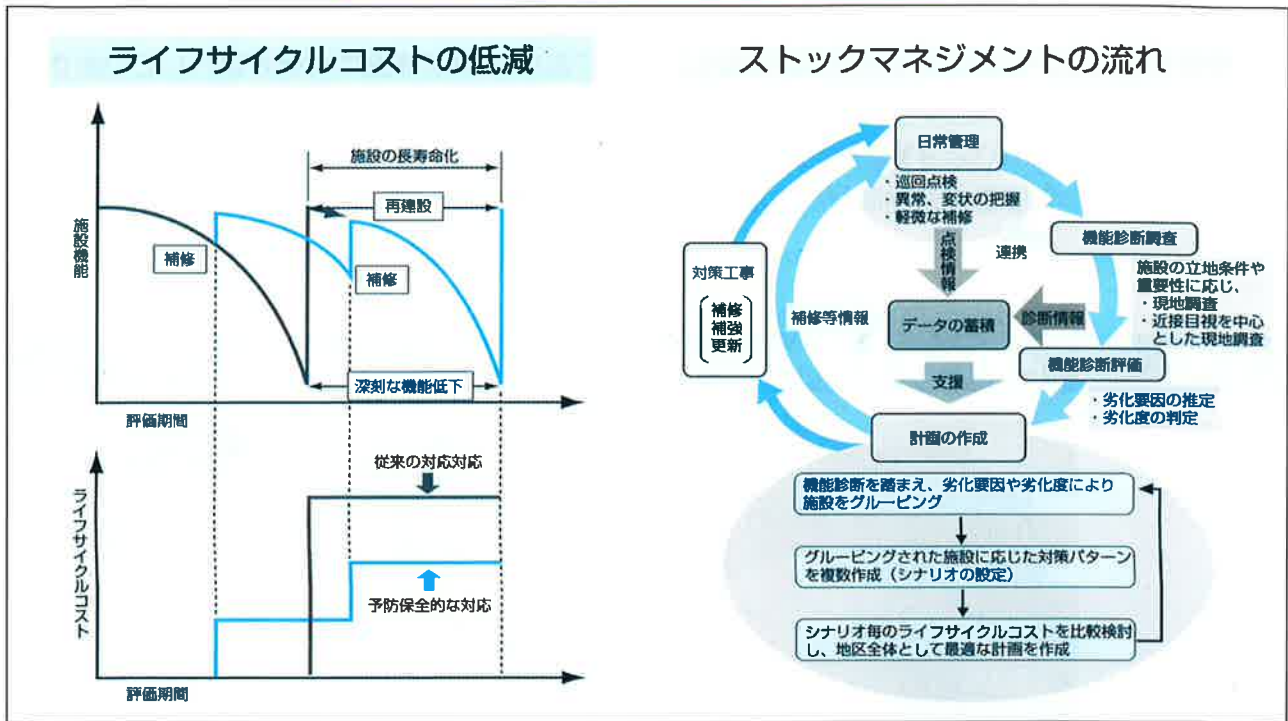 ライフサイクルコストの低減
施設機能
施設の長寿命化
再建設
補修
補修
深刻な機能低下
評価期間
ライフサイクルコスト
従来の対応対応
予防保全的な対応
評価期間
ストックマネジメントの流れ
日常管理
・巡回点検
・異常、変状の把握
・軽微な補修
点検情報
連携
機能診断調査
施設の立地条件や
重要性に応じ、
・現地調査
・近接目視を中心
とした現地調査
対策工事
補修
補強
更新
補修等情報
データの蓄積
診断情報
機能診断評価
・劣化要因の推定
・劣化度の判定
支援
計画の作成
機能診断を踏まえ、劣化要因や劣化度により
施設をグルーピング
グルーピングされた施設に応じた対策パターン
を複数作成（シナリオの設定）
シナリオ毎のライフサイクルコストを比較検討
し、地区全体として最適な計画を作成